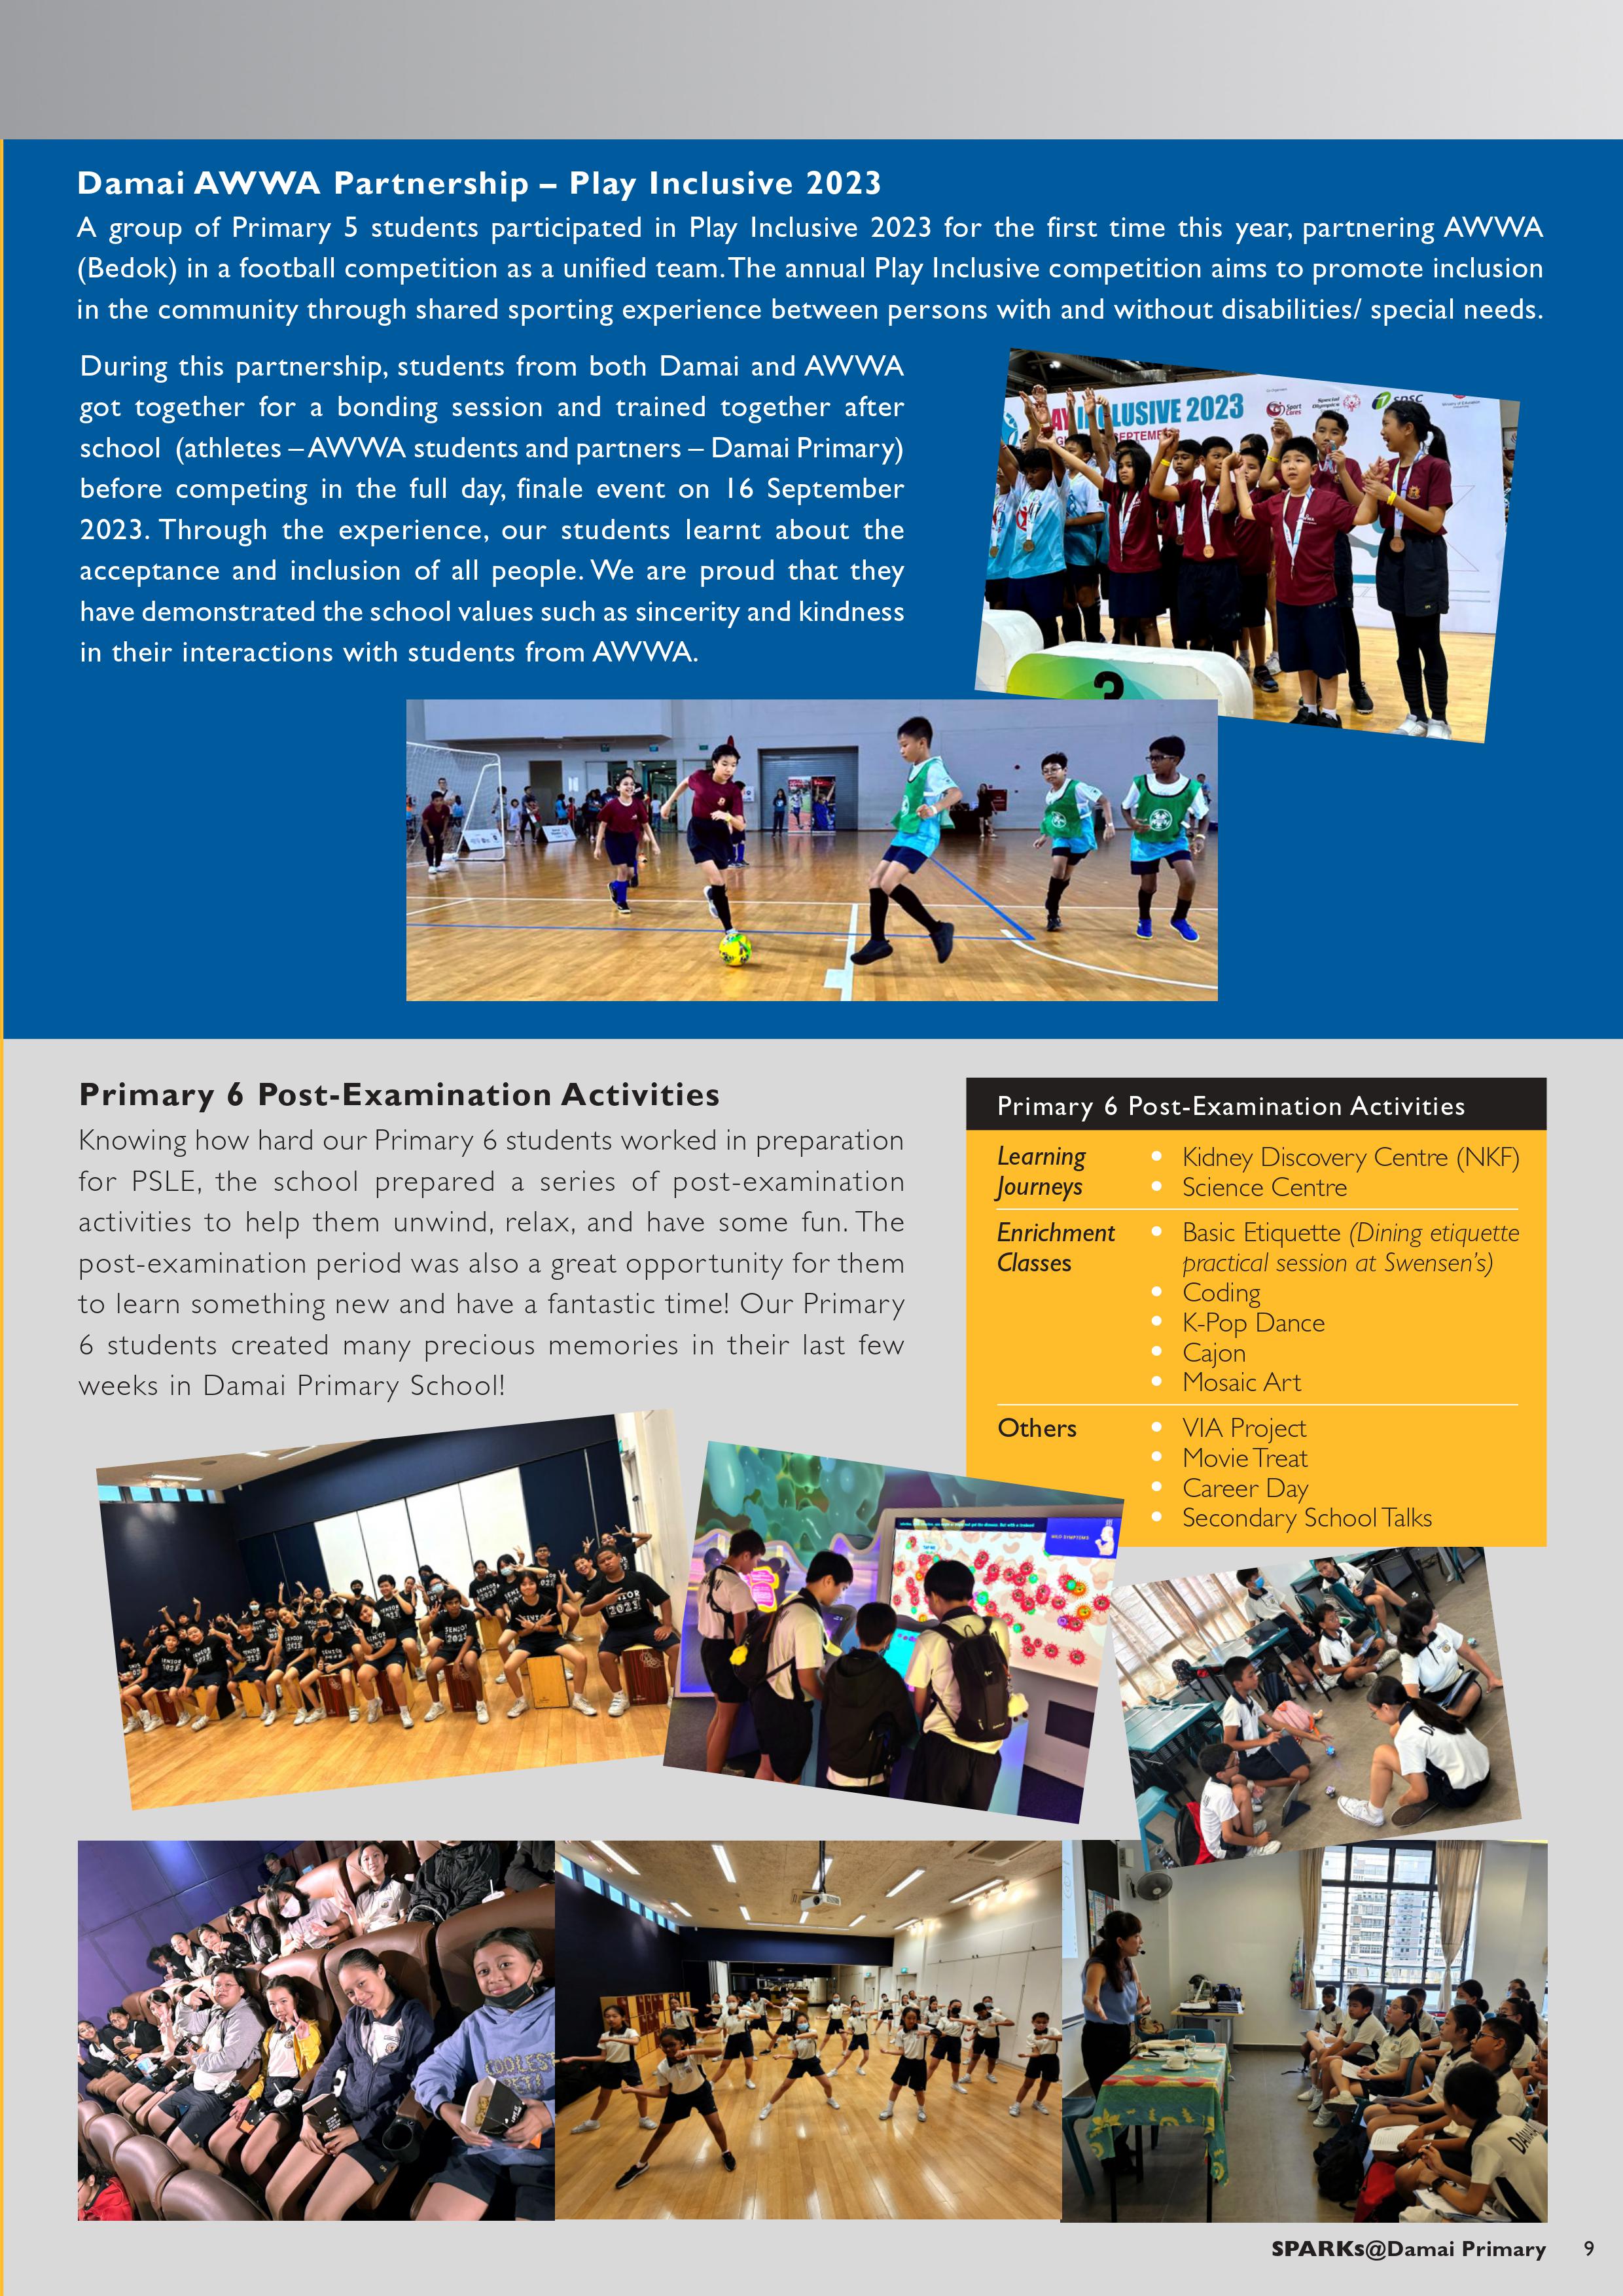 Damai AWWA Partnership – Play Inclusive 2023
A group of Primary 5 students participated in Play Inclusive 2023 for the first time this year, partnering AWWA
(Bedok) in a football competition as a unified team. The annual Play Inclusive competition aims to promote inclusion
in the community through shared sporting experience between persons with and without disabilities/ special needs.
During this partnership, students from both Damai and AWWA
got together for a bonding session and trained together after
school (athletes – AWWA students and partners – Damai Primary)
before competing in the full day, finale event on 16 September
2023. Through the experience, our students learnt about the
acceptance and inclusion of all people. We are proud that they
have demonstrated the school values such as sincerity and kindness
in their interactions with students from AWWA.
INCLUSIVE 2023
Sport
Cares
Special
Olympics
SDSC
3
Primary 6 Post-Examination Activities
Knowing how hard our Primary 6 students worked in preparation
for PSLE, the school prepared a series of post-examination
activities to help them unwind, relax, and have some fun. The
post-examination period was also a great opportunity for them
to learn something new and have a fantastic time! Our Primary
6 students created many precious memories in their last few
weeks in Damai Primary School!
Primary 6 Post-Examination Activities
Learning
Journeys
• Kidney Discovery Centre (NKF)
• Science Centre
Enrichment
Classes
• Basic Etiquette (Dining etiquette
practical session at Swensen's)
• Coding
• K-Pop Dance
• Cajon
• Mosaic Art
Others
• VIA Project
• Movie Treat
• Career Day
• Secondary School Talks
SENIOR
2023
MILD SYMPTOMS
COOLEST
SPARKs@Damai Primary 9